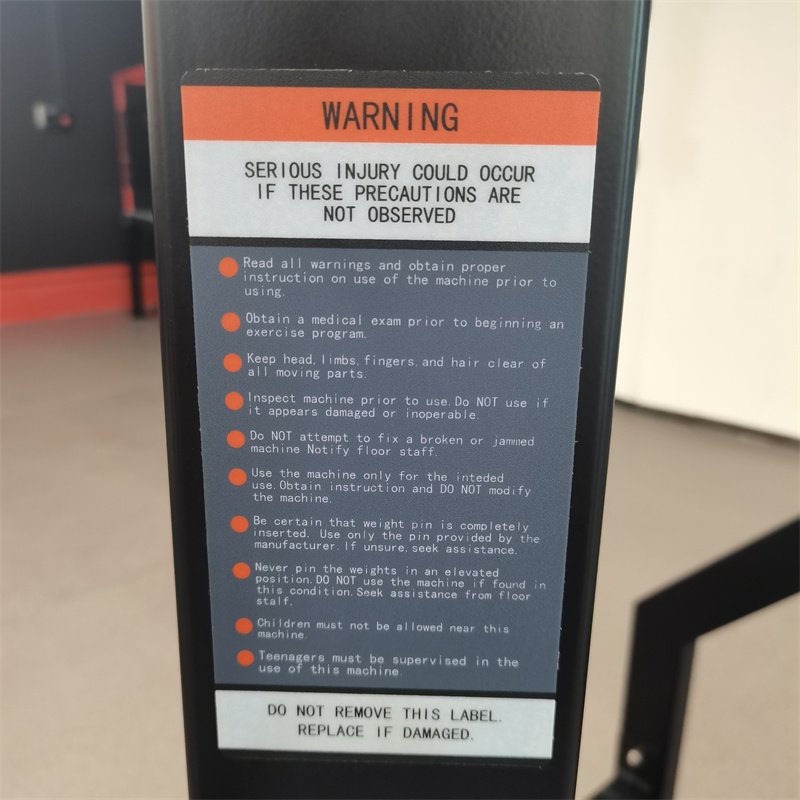 WARNING
SERIOUS INJURY COULD OCCUR
IF THESE PRECAUTIONS ARE
NOT OBSERVED
Read all warnings and obtain proper
instruction on use of the machine prior to
using.
Obtain a medical exam prior to beginning an
exercise program.
Keep head, limbs, fingers, and hair clear of
all moving parts.
Inspect machine prior to use.Do NOT use if
it appears damaged or inoperable.
Do NOT attempt to fix a broken or jammed
machine Notify floor staff.
Use the machine only for the inteded
use.Obtain instruction and DO NOT modify
the machine.
Be certain that weight pin is completely
inserted. Use only the pin provided by the
manufacturer. If unsure, seek assistance.
Never pin the weights in an elevated
position.DO NOT use the machine if found in
this condition.Seek assistance from floor
stalf.
Children must not be allowed near this
machine.
Teenagers must be supervised in the
use of this machine.
DO NOT REMOVE THIS LABEL.
REPLACE IF DAMAGED.